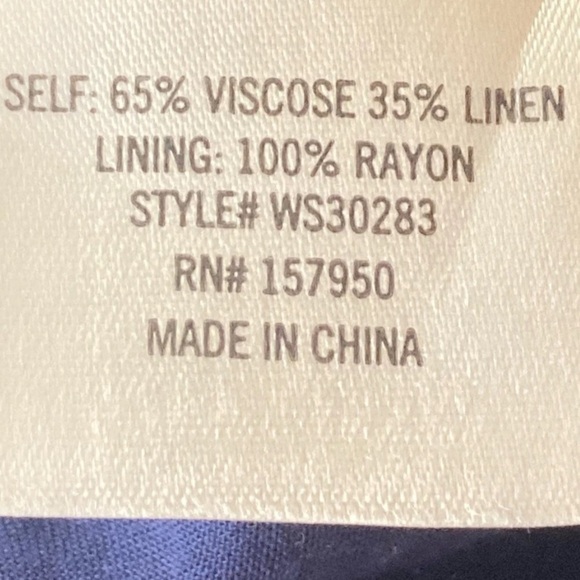 SELF: 65% VISCOSE 35% LINEN
LINING: 100% RAYON
STYLE# WS30283
RN# 157950
MADE IN CHINA